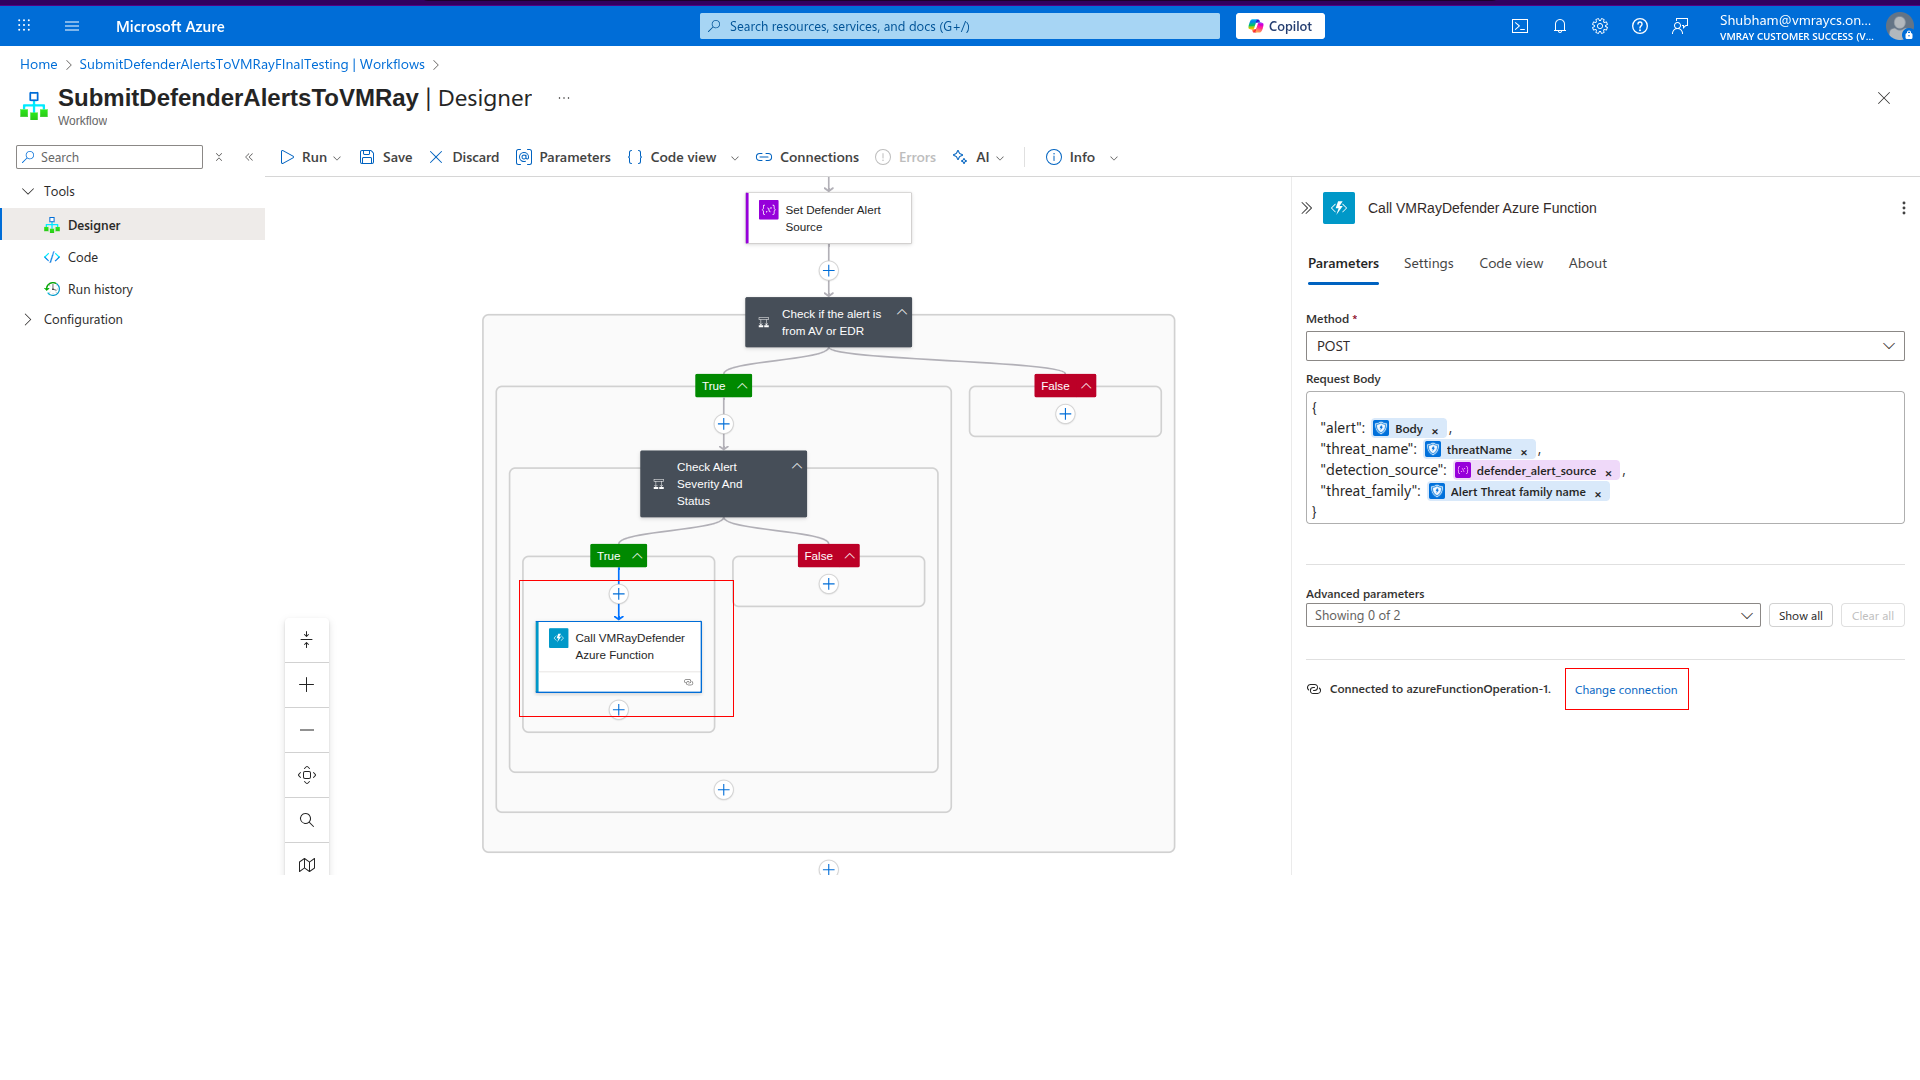 Microsoft Azure
Search resources, services, and docs (G+/)
Copilot
Shubham@vmraycs.on...
VMRAY CUSTOMER SUCCESS (V...
Home
SubmitDefenderAlertsToVMRayFInalTesting | Workflows
SubmitDefenderAlertsToVMRay | Designer
Workflow
Search
Run
Save
Discard
Parameters
Code view
Connections
Errors
AI
Info
Tools
Designer
Code
Run history
Configuration
Set Defender Alert
Source
Check if the alert is
from AV or EDR
True
False
Check Alert
Severity And
Status
True
False
Call VMRayDefender
Azure Function
Call VMRayDefender Azure Function
Parameters
Settings
Code view
About
Method *
POST
Request Body
{
"alert": Body × ,
"threat_name": threatName × ,
"detection_source": {x} defender_alert_source × ,
"threat_family": Alert Threat family name ×
}
Advanced parameters
Showing 0 of 2
Show all
Clear all
Connected to azureFunctionOperation-1.
Change connection